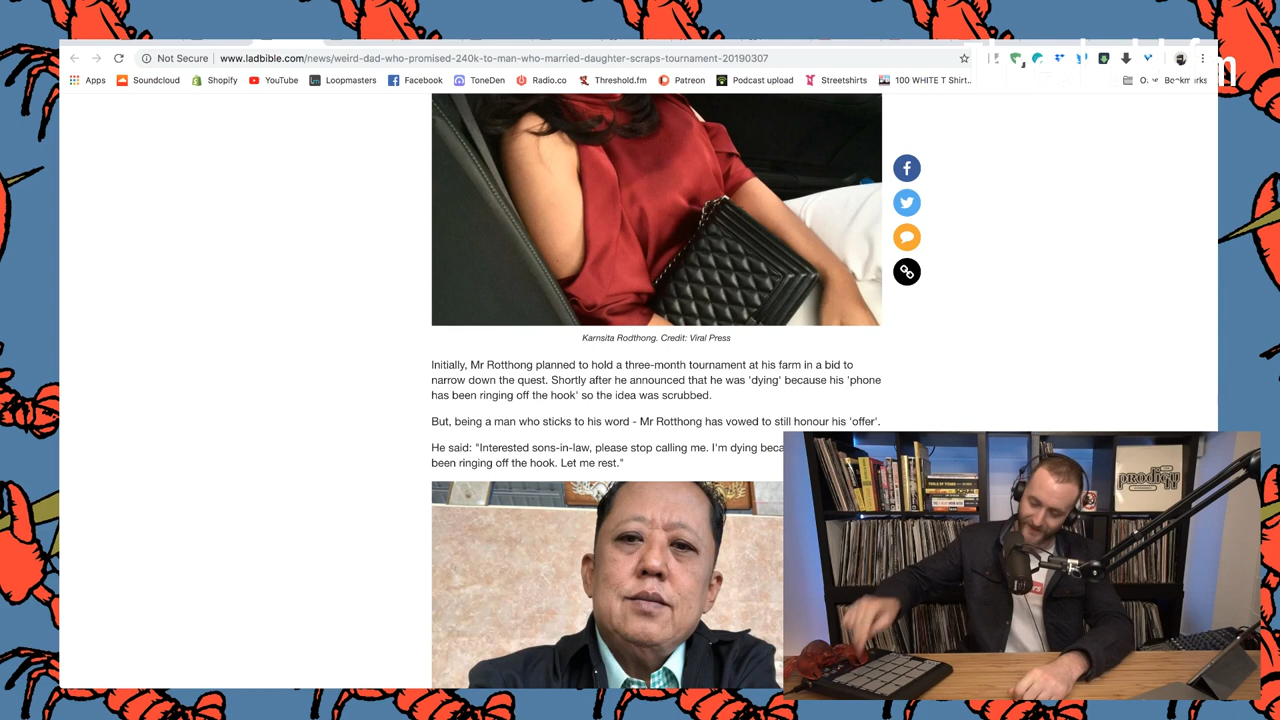 Not Secure
www.ladbible.com/news/weird-dad-who-promised-240k-to-man-who-married-daughter-scraps-tournament-20190307
Apps Soundcloud Shopify YouTube Loopmasters Facebook ToneDen Radio.co Threshold.fm Patreon Podcast upload Streetshirts 100 WHITE T Shirt... Bookmarks
Karnsita Rodthong. Credit: Viral Press
Initially, Mr Rotthong planned to hold a three-month tournament at his farm in a bid to
narrow down the quest. Shortly after he announced that he was 'dying' because his 'phone
has been ringing off the hook' so the idea was scrubbed.
But, being a man who sticks to his word - Mr Rotthong has vowed to still honour his 'offer'.
He said: "Interested sons-in-law, please stop calling me. I'm dying beca
been ringing off the hook. Let me rest."
prodigy